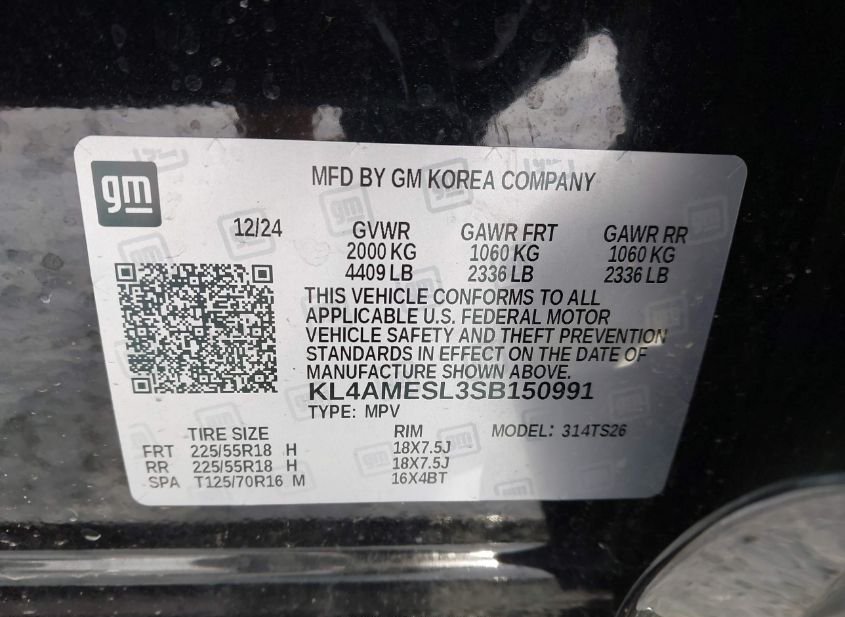 gm
MFD BY GM KOREA COMPANY
12/24 GVWR GAWR FRT GAWR RR
2000 KG 1060 KG 1060 KG
4409 LB 2336 LB 2336 LB
THIS VEHICLE CONFORMS TO ALL
APPLICABLE U.S. FEDERAL MOTOR
VEHICLE SAFETY AND THEFT PREVENTION
STANDARDS IN EFFECT ON THE DATE OF
MANUFACTURE SHOWN ABOVE.
KL4AMESL3SB150991
TYPE: MPV
TIRE SIZE RIM MODEL: 314TS26
FRT 225/55R18 H 18X7.5J
RR 225/55R18 H 18X7.5J
SPA T125/70R16 M 16X4BT